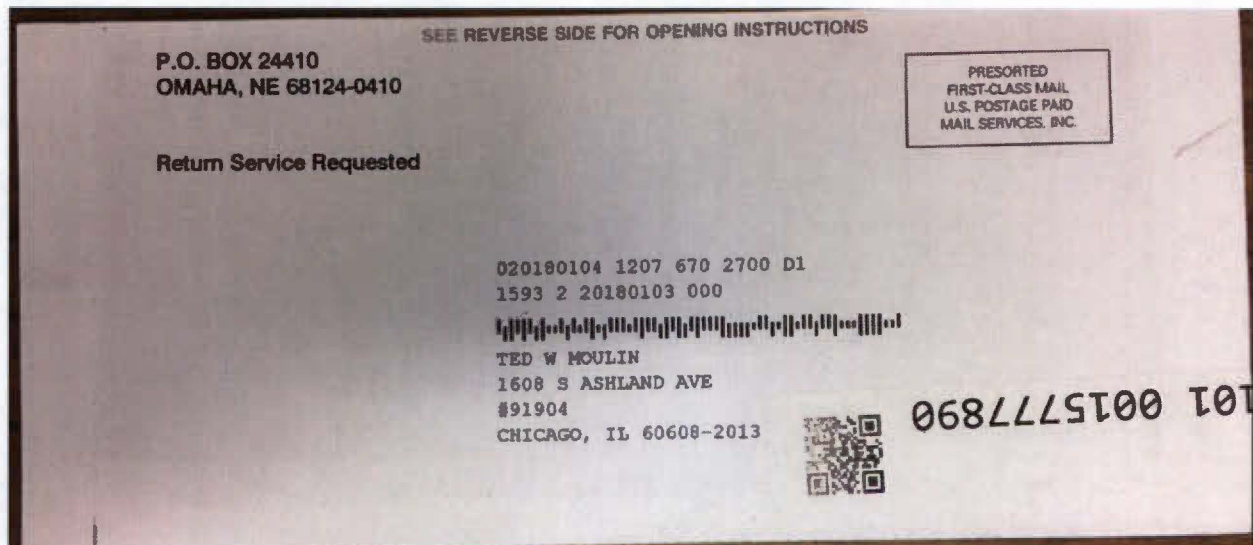 SEE REVERSE SIDE FOR OPENING INSTRUCTIONS
P.O. BOX 24410
OMAHA, NE 68124-0410
PRESORTED
FIRST-CLASS MAIL
U.S. POSTAGE PAID
MAIL SERVICES, INC.
Return Service Requested
020180104 1207 670 2700 D1
1593 2 20180103 000
TED W MOULIN
1608 S ASHLAND AVE
#91904
CHICAGO, IL 60608-2013
101 0015777890